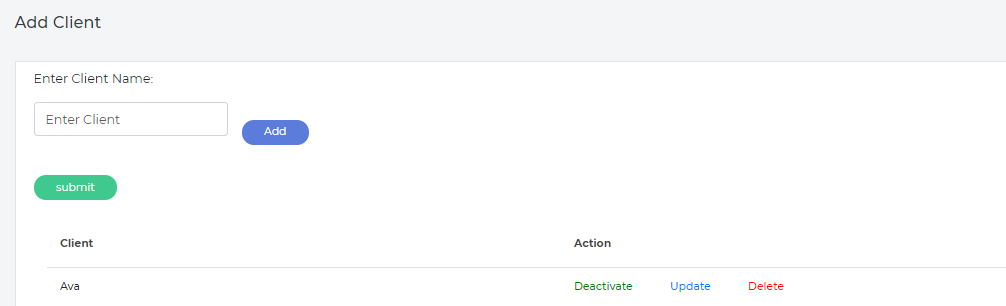 Add Client
Enter Client Name:
Enter Client
Add
submit
Client Action
Ava Deactivate Update Delete